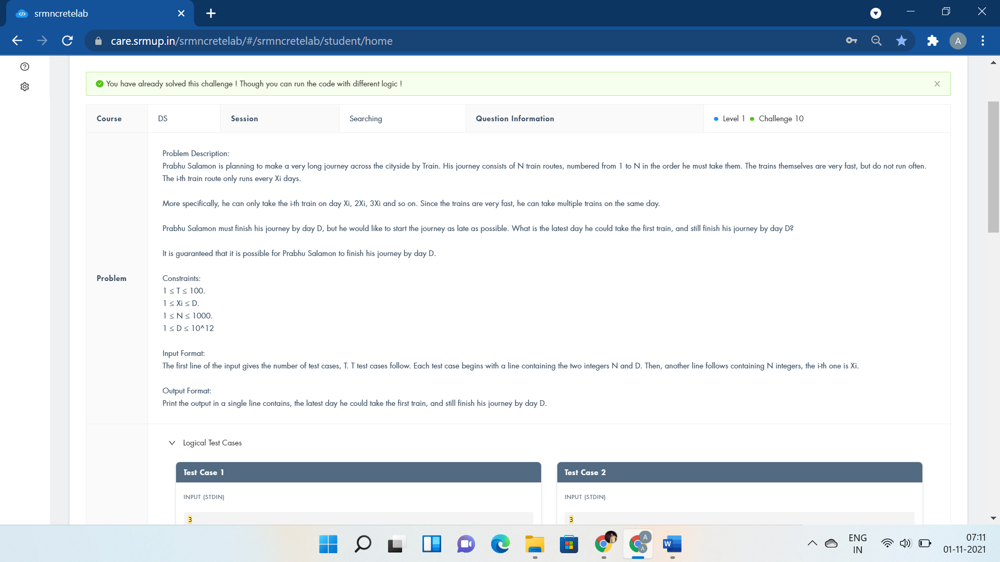 srmncretelab
care.srmup.in/srmncretelab/#/srmncretelab/student/home
A
You have already solved this challenge ! Though you can run the code with different logic !
Course DS Session Searching Question Information Level 1 Challenge 10
Problem
Problem Description:
Prabhu Salamon is planning to make a very long journey across the cityside by Train. His journey consists of N train routes, numbered from 1 to N in the order he must take them. The trains themselves are very fast, but do not run often.
The i-th train route only runs every Xi days.
More specifically, he can only take the i-th train on day Xi, 2Xi, 3Xi and so on. Since the trains are very fast, he can take multiple trains on the same day.
Prabhu Salamon must finish his journey by day D, but he would like to start the journey as late as possible. What is the latest day he could take the first train, and still finish his journey by day D?
It is guaranteed that it is possible for Prabhu Salamon to finish his journey by day D.
Constraints:
1 ≤ T ≤ 100.
1 ≤ Xi ≤ D.
1 ≤ N ≤ 1000.
1 ≤ D ≤ 10^12
Input Format:
The first line of the input gives the number of test cases, T. T test cases follow. Each test case begins with a line containing the two integers N and D. Then, another line follows containing N integers, the i-th one is Xi.
Output Format:
Print the output in a single line contains, the latest day he could take the first train, and still finish his journey by day D.
Logical Test Cases
Test Case 1
INPUT (STDIN)
3
Test Case 2
INPUT (STDIN)
3
A
A
W
ENG
IN
07:11
01-11-2021